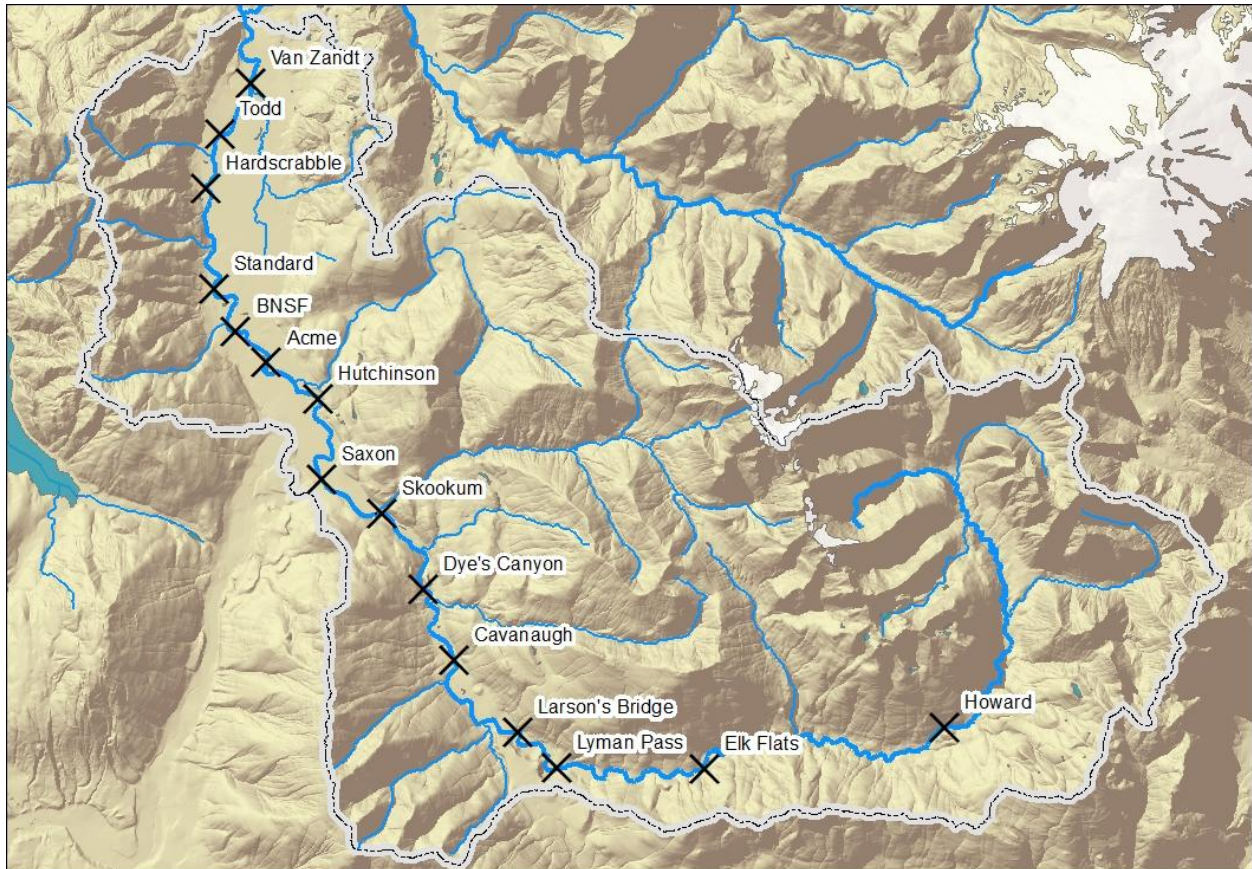 Van Zandt
Todd
Hardscrabble
Standard
BNSF
Acme
Hutchinson
Saxon
Skookum
Dye's Canyon
Cavanaugh
Larson's Bridge
Howard
Lyman Pass
Elk Flats